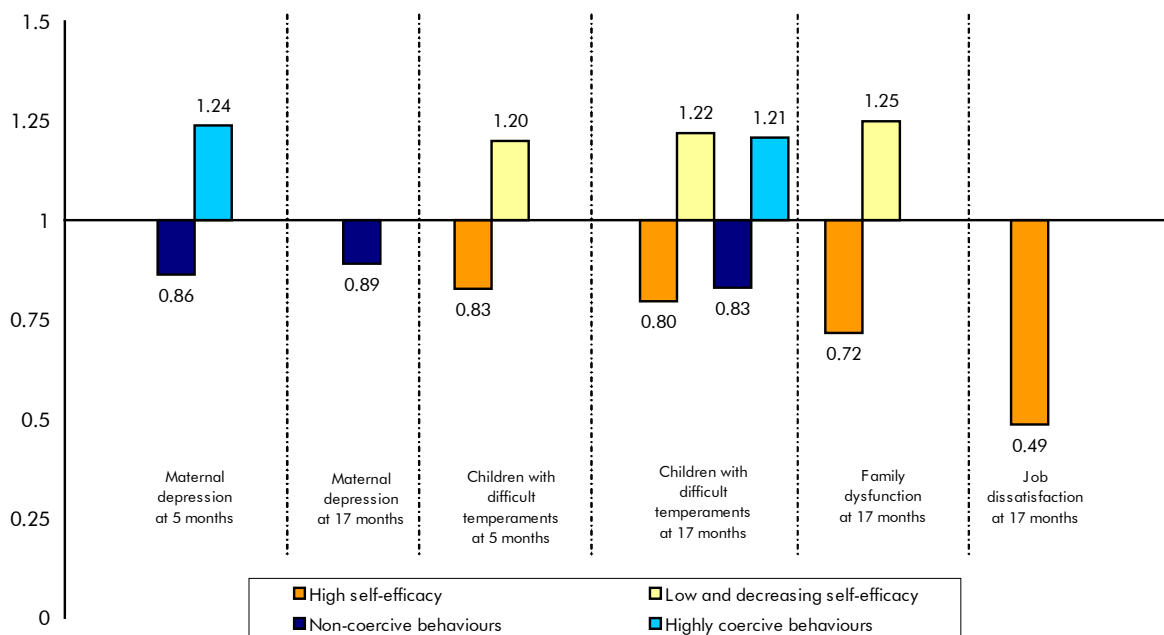 1.5
1.25
1
0.75
0.5
0.25
0
1.24
0.86
0.89
1.20
0.83
1.22
1.21
0.80
0.83
1.25
0.72
0.49
Maternal
depression
at 5 months
Maternal
depression
at 17 months
Children with
difficult
temperaments
at 5 months
Children with
difficult
temperaments
at 17 months
Family
dysfunction
at 17 months
Job
dissatisfaction
at 17 months
High self-efficacy
Low and decreasing self-efficacy
Non-coercive behaviours
Highly coercive behaviours